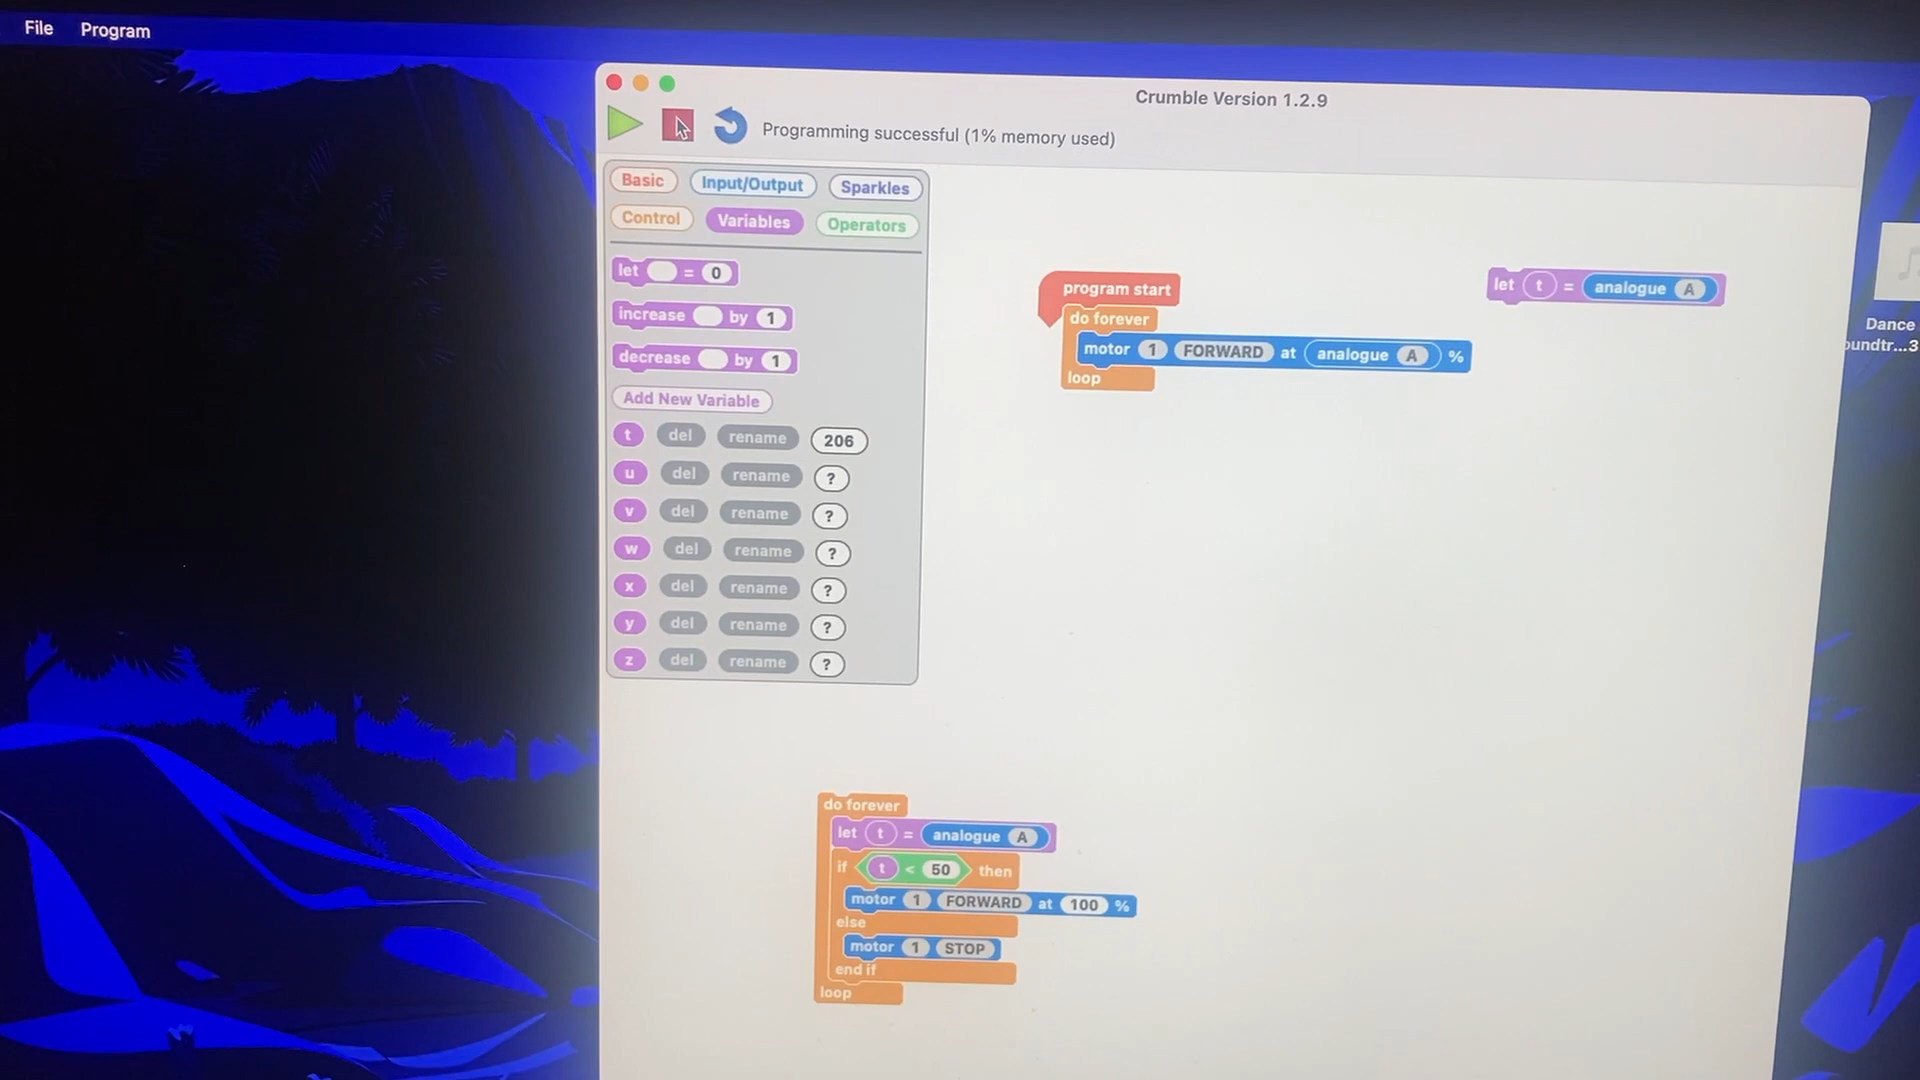 File Program
Crumble Version 1.2.9
Programming successful (1% memory used)
Basic Input/Output Sparkles
Control Variables Operators
let = 0
increase by 1
decrease by 1
Add New Variable
t del rename 206
u del rename ?
v del rename ?
w del rename ?
x del rename ?
y del rename ?
z del rename ?
program start
do forever
motor 1 FORWARD at analogue A %
loop
let t = analogue A
Dance
oundtr...3
do forever
let t = analogue A
if t < 50 then
motor 1 FORWARD at 100 %
else
motor 1 STOP
end if
loop